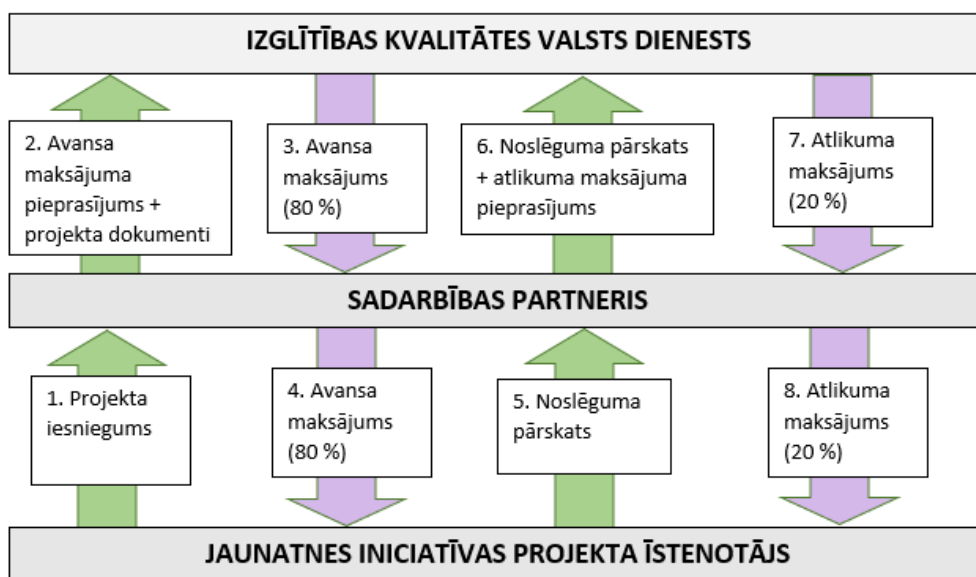 IZGLĪTĪBAS KVALITĀTES VALSTS DIENESTS
2. Avansa
maksājuma
pieprasījums +
projekta dokumenti
3. Avansa
maksājums
(80 %)
6. Noslēguma pārskats
+ atlikuma maksājuma
pieprasījums
7. Atlikuma
maksājums
(20 %)
SADARBĪBAS PARTNERIS
1. Projekta
iesniegums
4. Avansa
maksājums
(80 %)
5. Noslēguma
pārskats
8. Atlikuma
maksājums
(20 %)
JAUNATNES INICIATĪVAS PROJEKTA ĪSTENOTĀJS